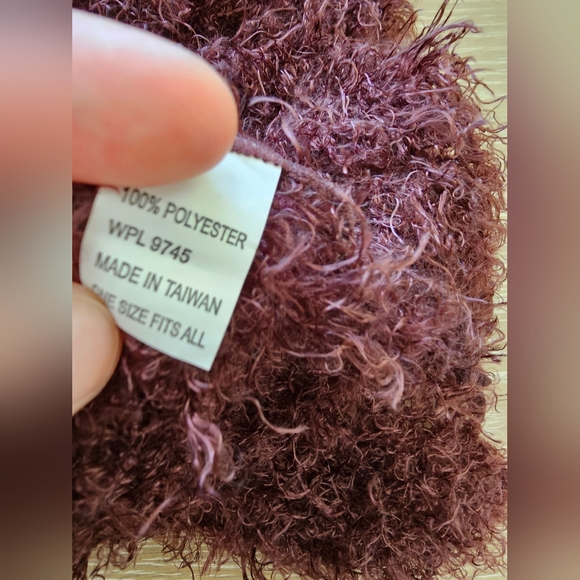 100% POLYESTER
WPL 9745
MADE IN TAIWAN
ONE SIZE FITS ALL